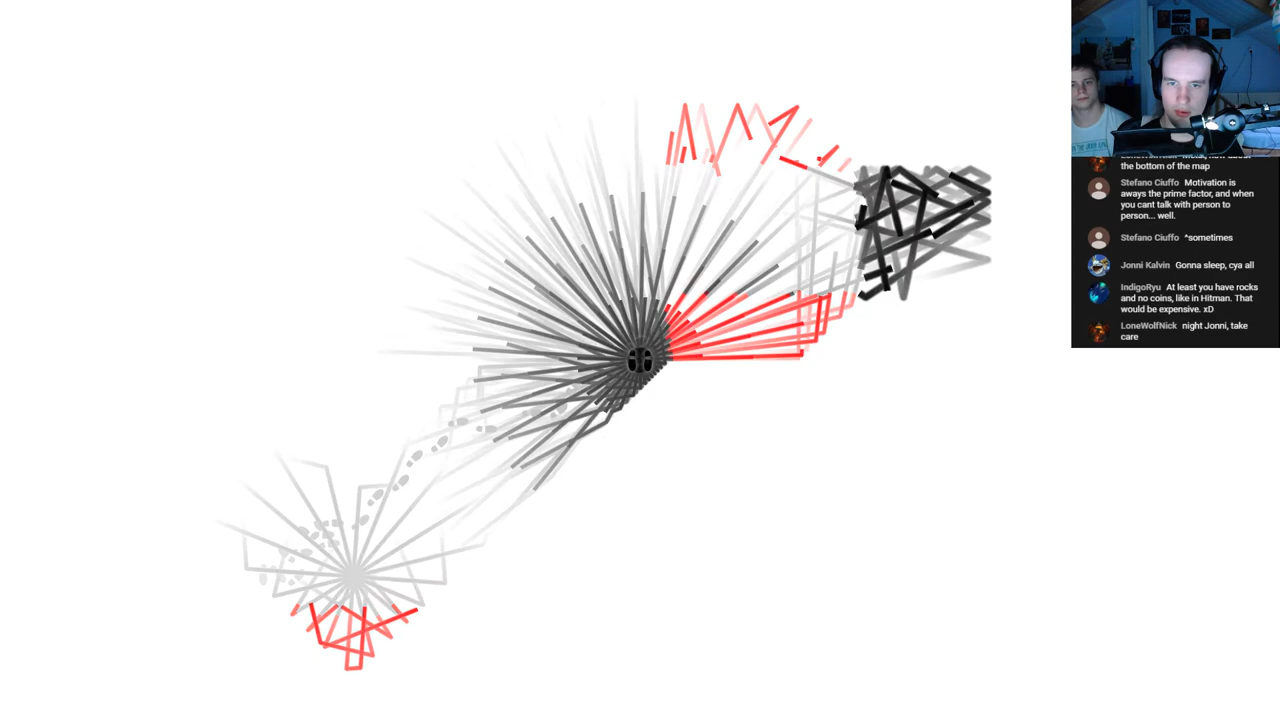 the bottom of the map
Stefano Ciuffo Motivation is
aways the prime factor, and when
you cant talk with person to
person... well.
Stefano Ciuffo *sometimes
Jonni Kalvin Gonna sleep, cya all
IndigoRyu At least you have rocks
and no coins, like in Hitman. That
would be expensive. xD
LoneWolfNick night Jonni, take
care